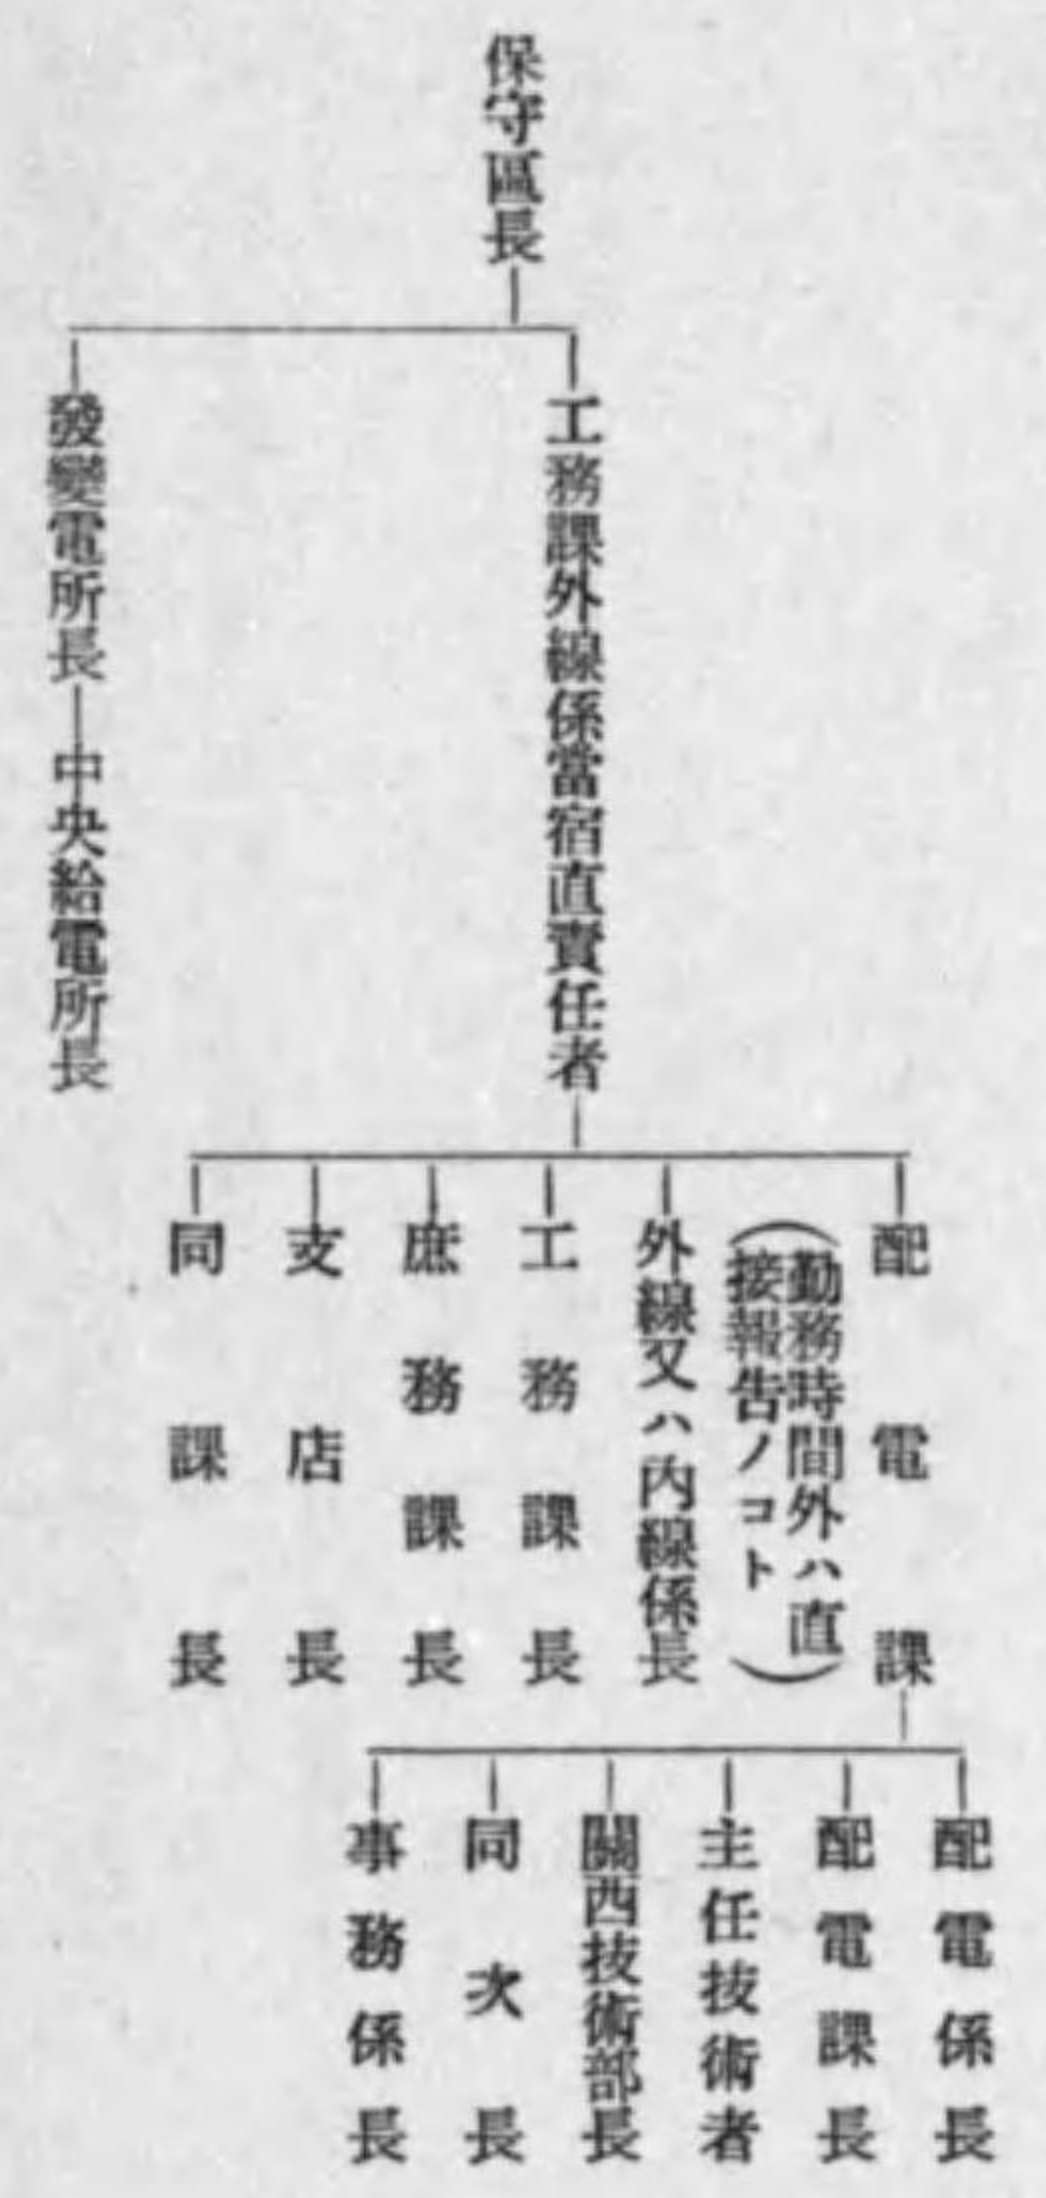 保守區長
工務課外線係當宿直責任者
配電課
(勤務時間外ハ直
接報告ノコト)
配電係長
配電課長
主任技術者
關西技術部長
同次長
事務係長
外線又ハ內線係長
工務課長
庶務課長
支店長
同課長
發變電所長―中央給電所長